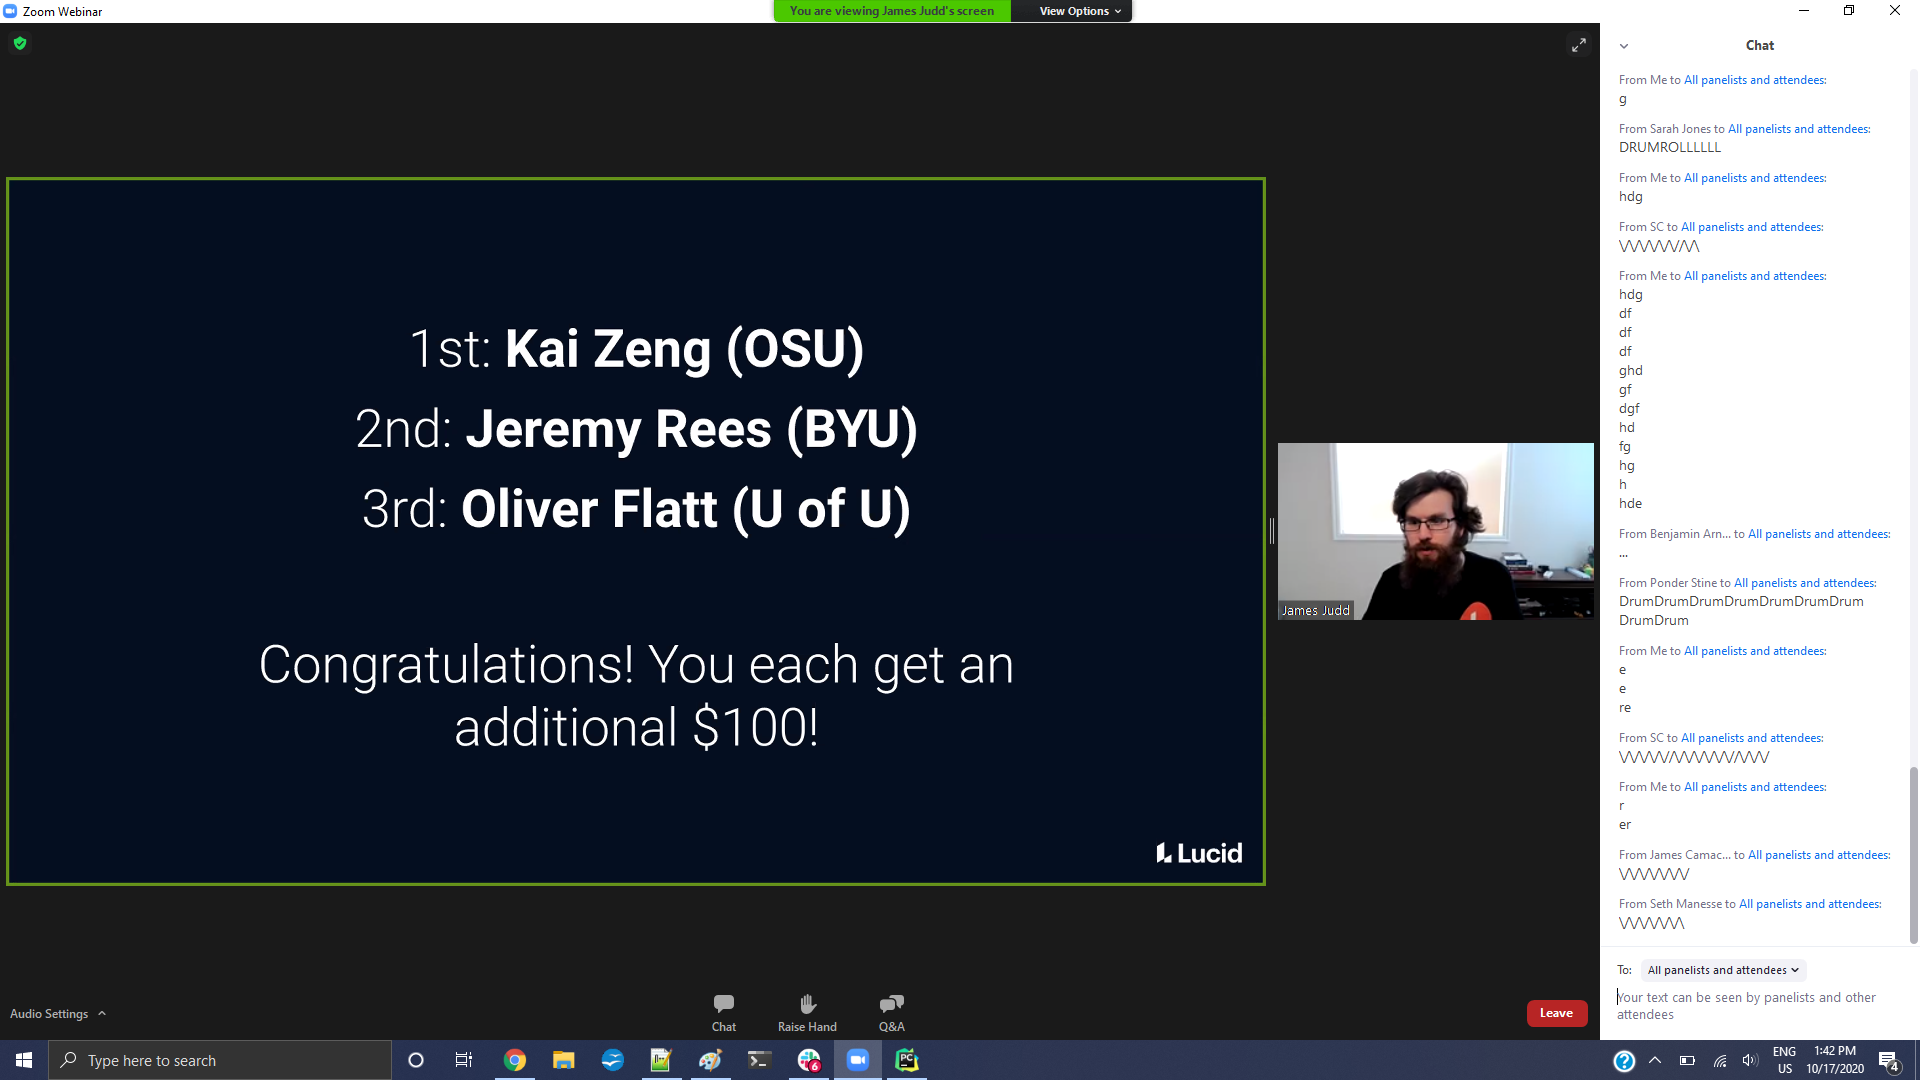 Zoom Webinar
You are viewing James Judd's screen
View Options
1st: Kai Zeng (OSU)
2nd: Jeremy Rees (BYU)
3rd: Oliver Flatt (U of U)
Congratulations! You each get an
additional $100!
Lucid
James Judd
Chat
From Me to All panelists and attendees:
g
From Sarah Jones to All panelists and attendees:
DRUMROLLLLLL
From Me to All panelists and attendees:
hdg
From SC to All panelists and attendees:
\/\/\/\/\/\/\/\
From Me to All panelists and attendees:
hdg
df
df
df
ghd
gf
dgf
hd
fg
hg
h
hde
From Benjamin Arn... to All panelists and attendees:
...
From Ponder Stine to All panelists and attendees:
DrumDrumDrumDrumDrumDrumDrum
DrumDrum
From Me to All panelists and attendees:
e
e
re
From SC to All panelists and attendees:
\/\/\/\/\//\/\/\/\/\/\//\/\/\/
From Me to All panelists and attendees:
r
er
From James Camac... to All panelists and attendees:
\/\/\/\/\/\/\/
From Seth Manesse to All panelists and attendees:
\/\/\/\/\/\/\
To: All panelists and attendees
Your text can be seen by panelists and other
attendees
Audio Settings
Chat
Raise Hand
Q&A
Leave
Type here to search
PC
6
ENG
US
1:42 PM
10/17/2020
4